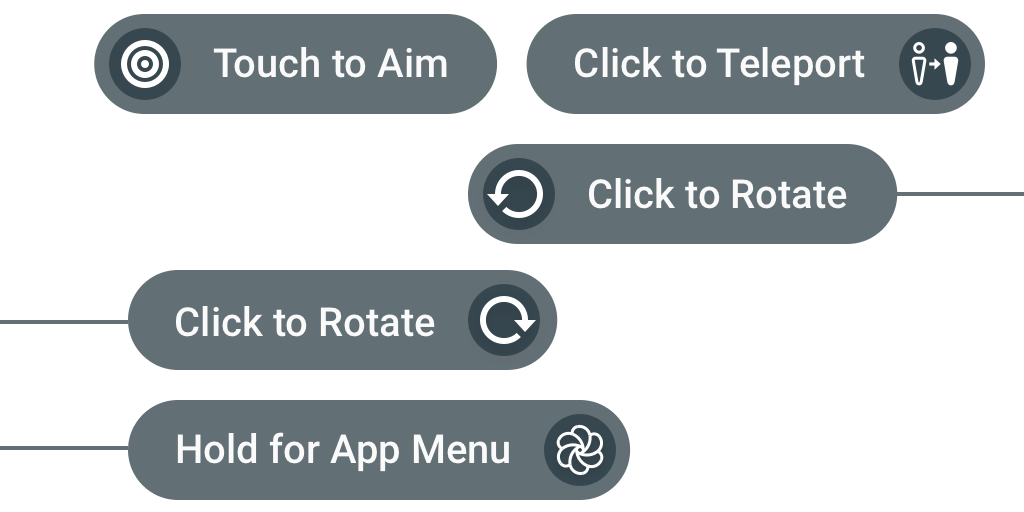 Touch to Aim
Click to Teleport
Click to Rotate
Click to Rotate
Hold for App Menu